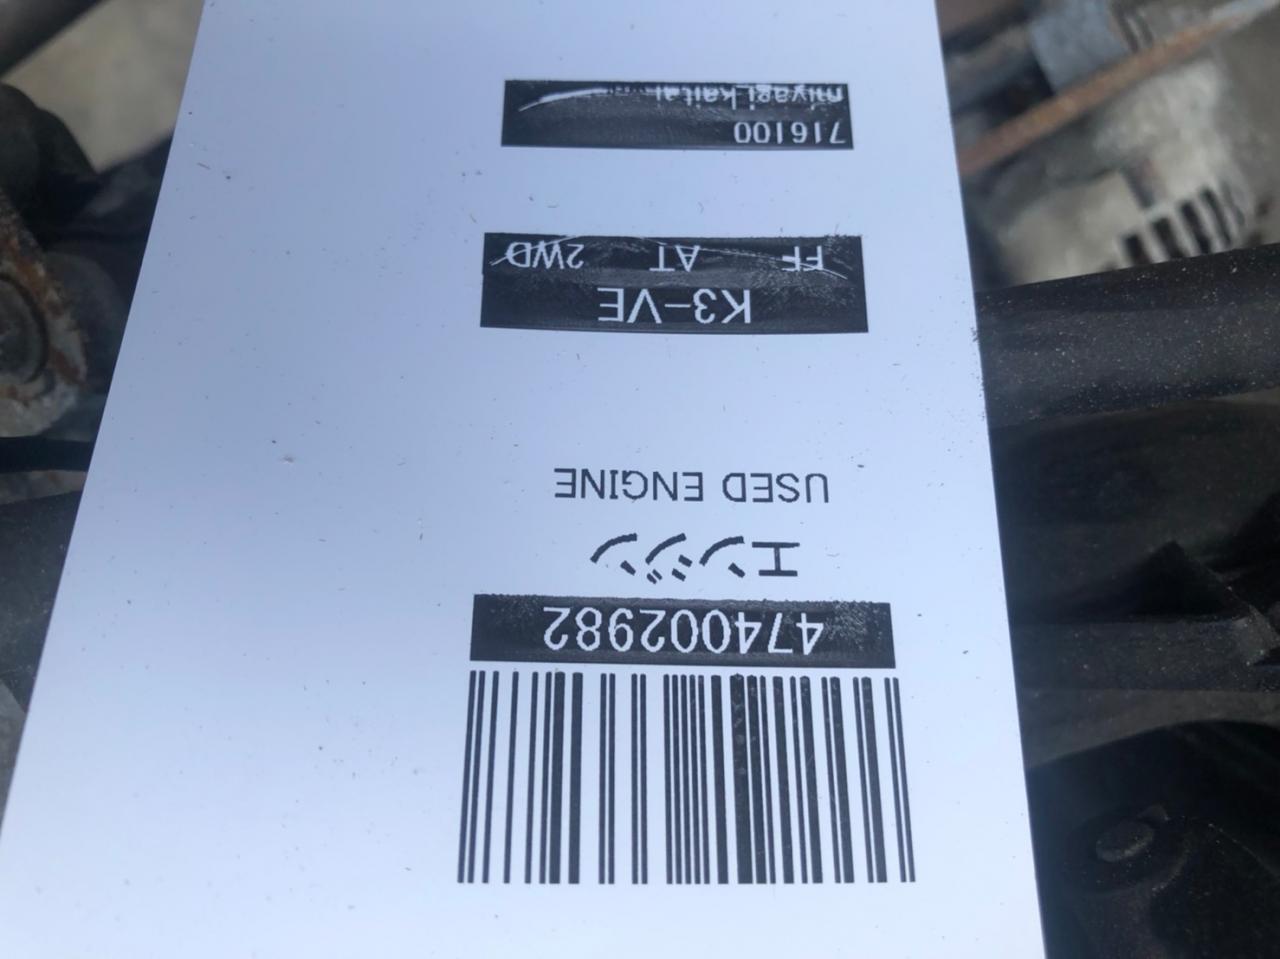 474002982
エンジン
USED ENGINE
K3-VE
FF AT 2WD
716100
miyagi kaitai